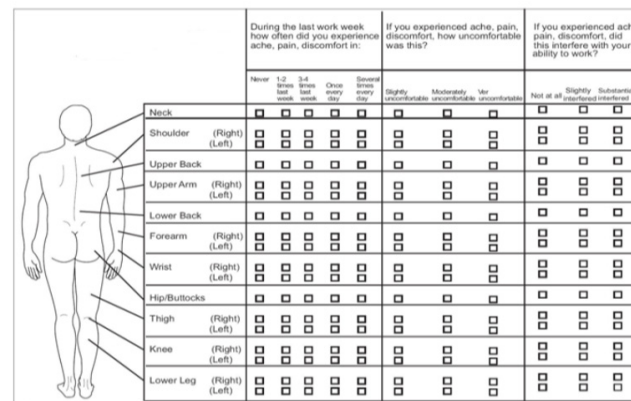 During the last work week
how often did you experience
ache, pain, discomfort in:
If you experienced ache, pain,
discomfort, how uncomfortable
was this?
If you experienced ach
pain, discomfort, did
this interfere with your
ability to work?
Never
1-2 times last week
3-4 times last week
Once every day
Several times every day
Slightly uncomfortable
Moderately uncomfortable
Ver uncomfortable
Not at all
Slightly interfered
Substantia interfered
Neck
Shoulder (Right)
(Left)
Upper Back
Upper Arm (Right)
(Left)
Lower Back
Forearm (Right)
(Left)
Wrist (Right)
(Left)
Hip/Buttocks
Thigh (Right)
(Left)
Knee (Right)
(Left)
Lower Leg (Right)
(Left)